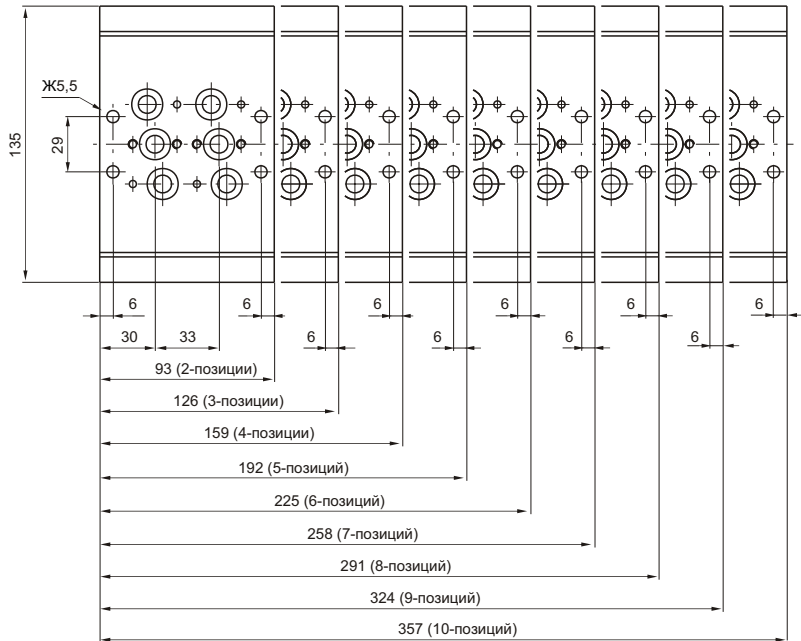 Ж5,5
135
29
6
6
6
6
6
6
6
6
6
6
30
33
93 (2-позиции)
126 (3-позиции)
159 (4-позиции)
192 (5-позиций)
225 (6-позиций)
258 (7-позиций)
291 (8-позиций)
324 (9-позиций)
357 (10-позиций)